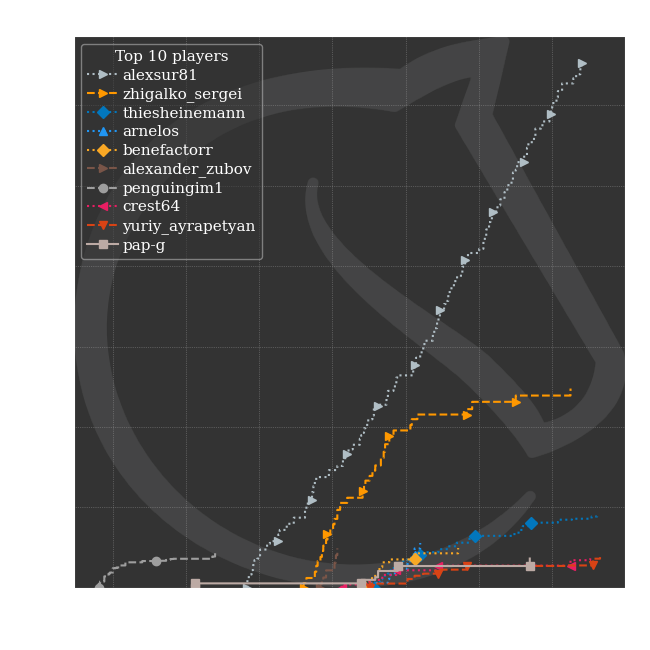 Top 10 players
alexsur81
zhigalko_sergei
thiesheinemann
arnelos
benefactorr
alexander_zubov
penguingim1
crest64
yuriy_ayrapetyan
pap-g